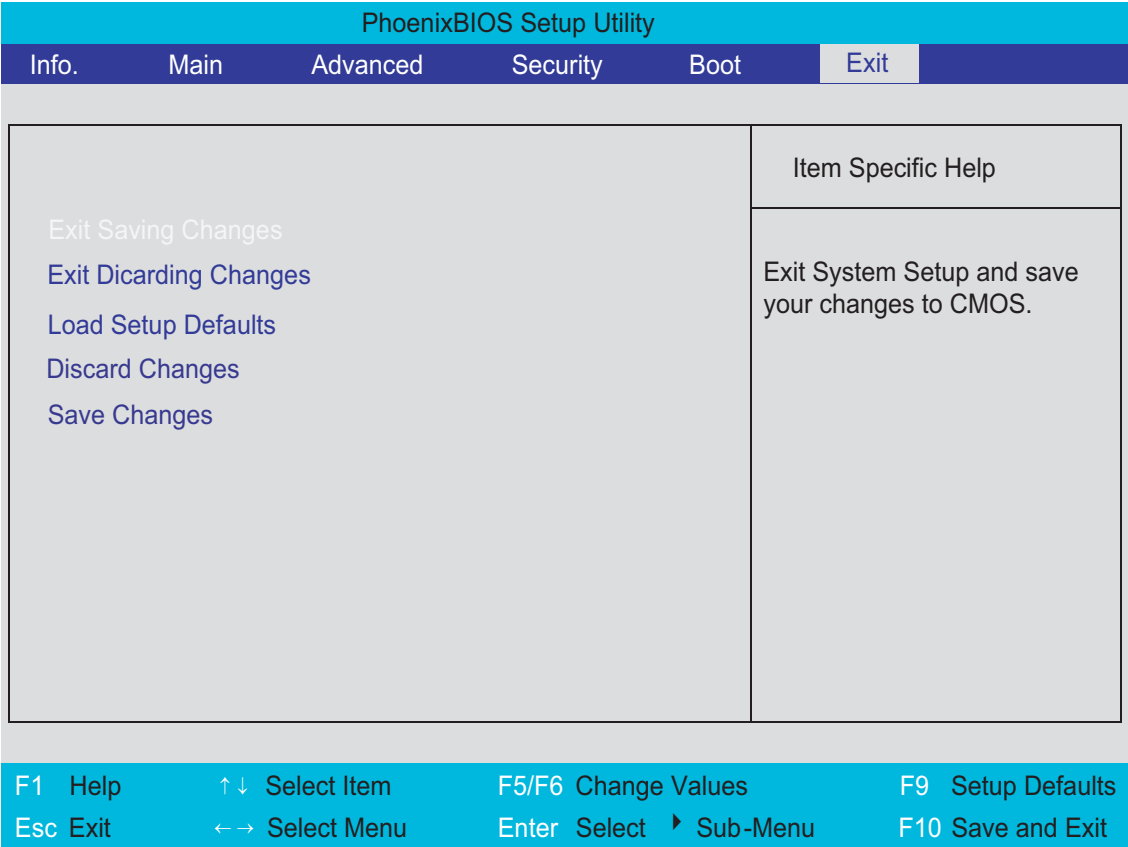 PhoenixBIOS Setup Utility
Info. Main Advanced Security Boot Exit
Item Specific Help
Exit Saving Changes
Exit Dicarding Changes
Load Setup Defaults
Discard Changes
Save Changes
Exit System Setup and save
your changes to CMOS.
F1 Help ↑↓ Select Item F5/F6 Change Values F9 Setup Defaults
Esc Exit ←→ Select Menu Enter Select ▸ Sub-Menu F10 Save and Exit